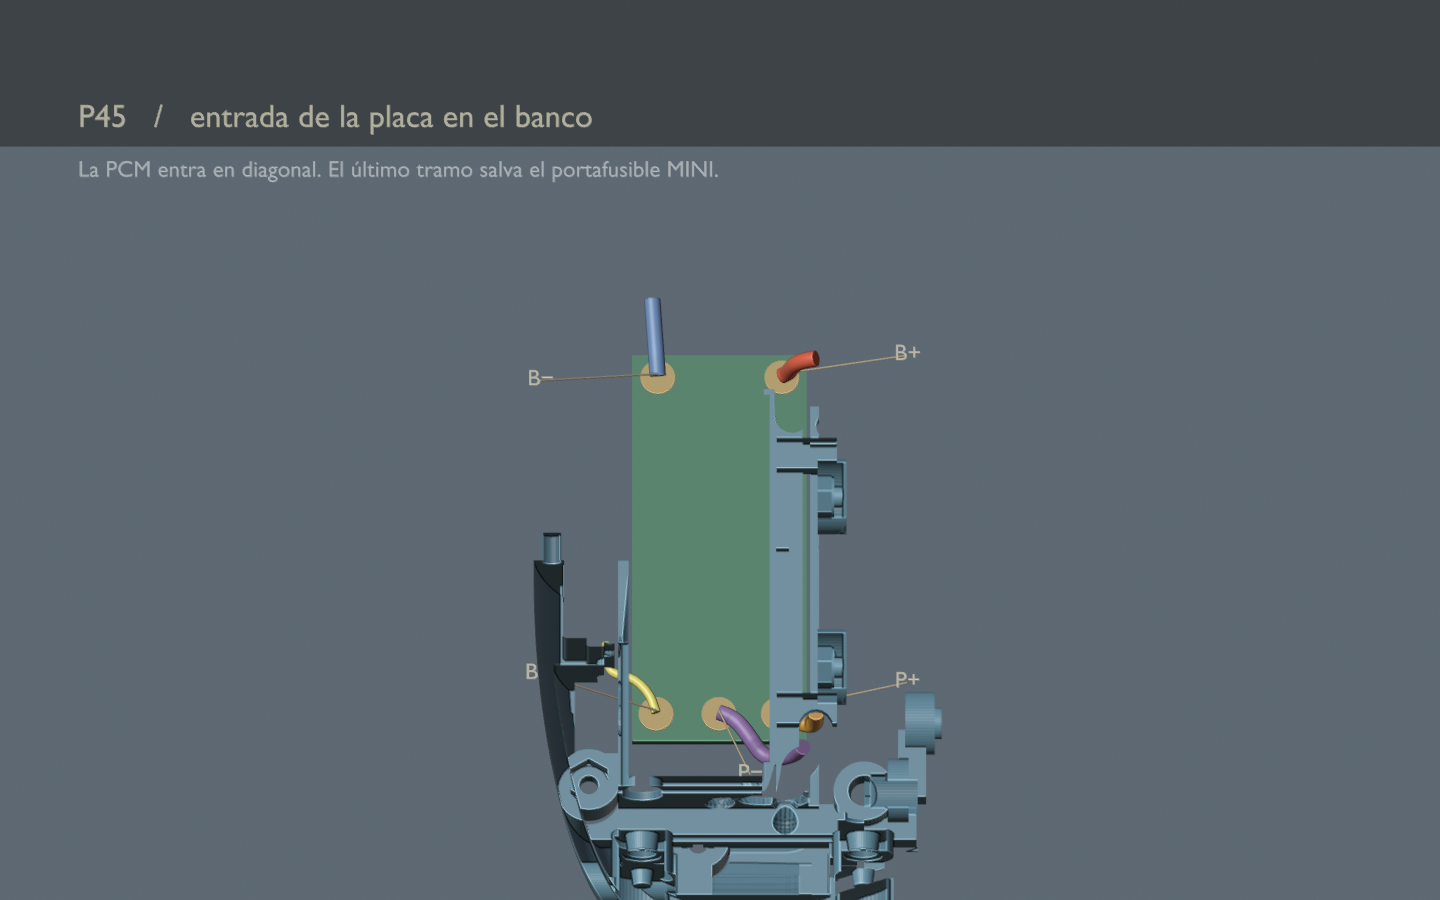 P45 / entrada de la placa en el banco
La PCM entra en diagonal. El último tramo salva el portafusible MINI.
B− B+
B P+
P−